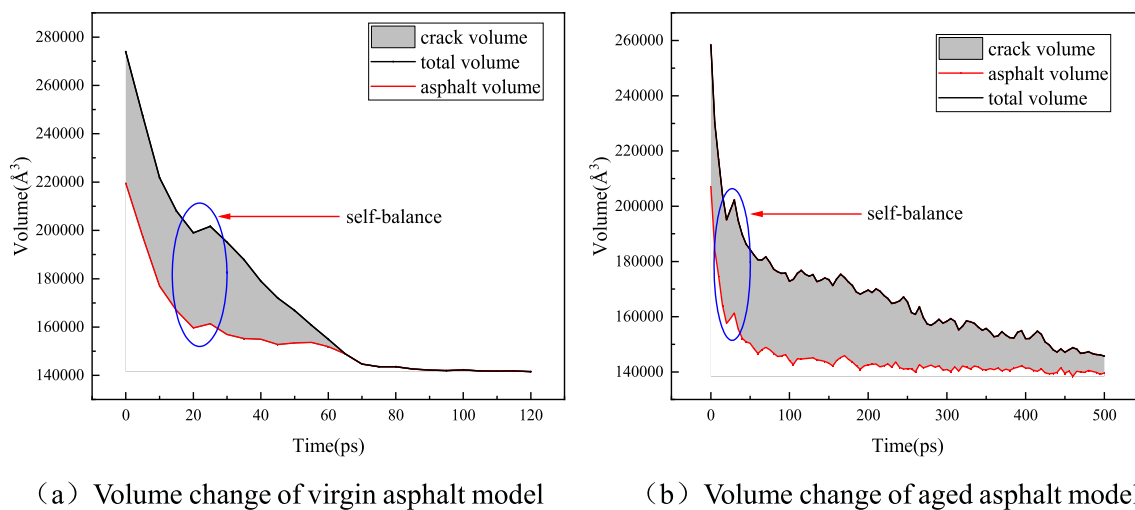 280000
260000
240000
220000
200000
180000
160000
140000
Volume(Å³)
crack volume
total volume
asphalt volume
self-balance
0 20 40 60 80 100 120
Time(ps)
(a) Volume change of virgin asphalt model
260000
240000
220000
200000
180000
160000
140000
Volume(Å³)
crack volume
asphalt volume
total volume
self-balance
0 100 200 300 400 500
Time(ps)
(b) Volume change of aged asphalt model